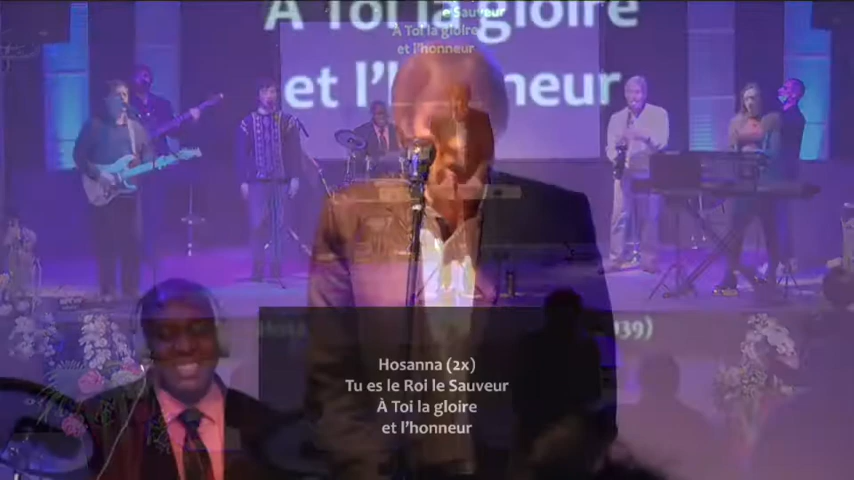 À Toi la gloire
et l'honneur
le Sauveur
À Toi la gloire
et l'honneur
Hosanna (2x)
Tu es le Roi le Sauveur
À Toi la gloire
et l'honneur